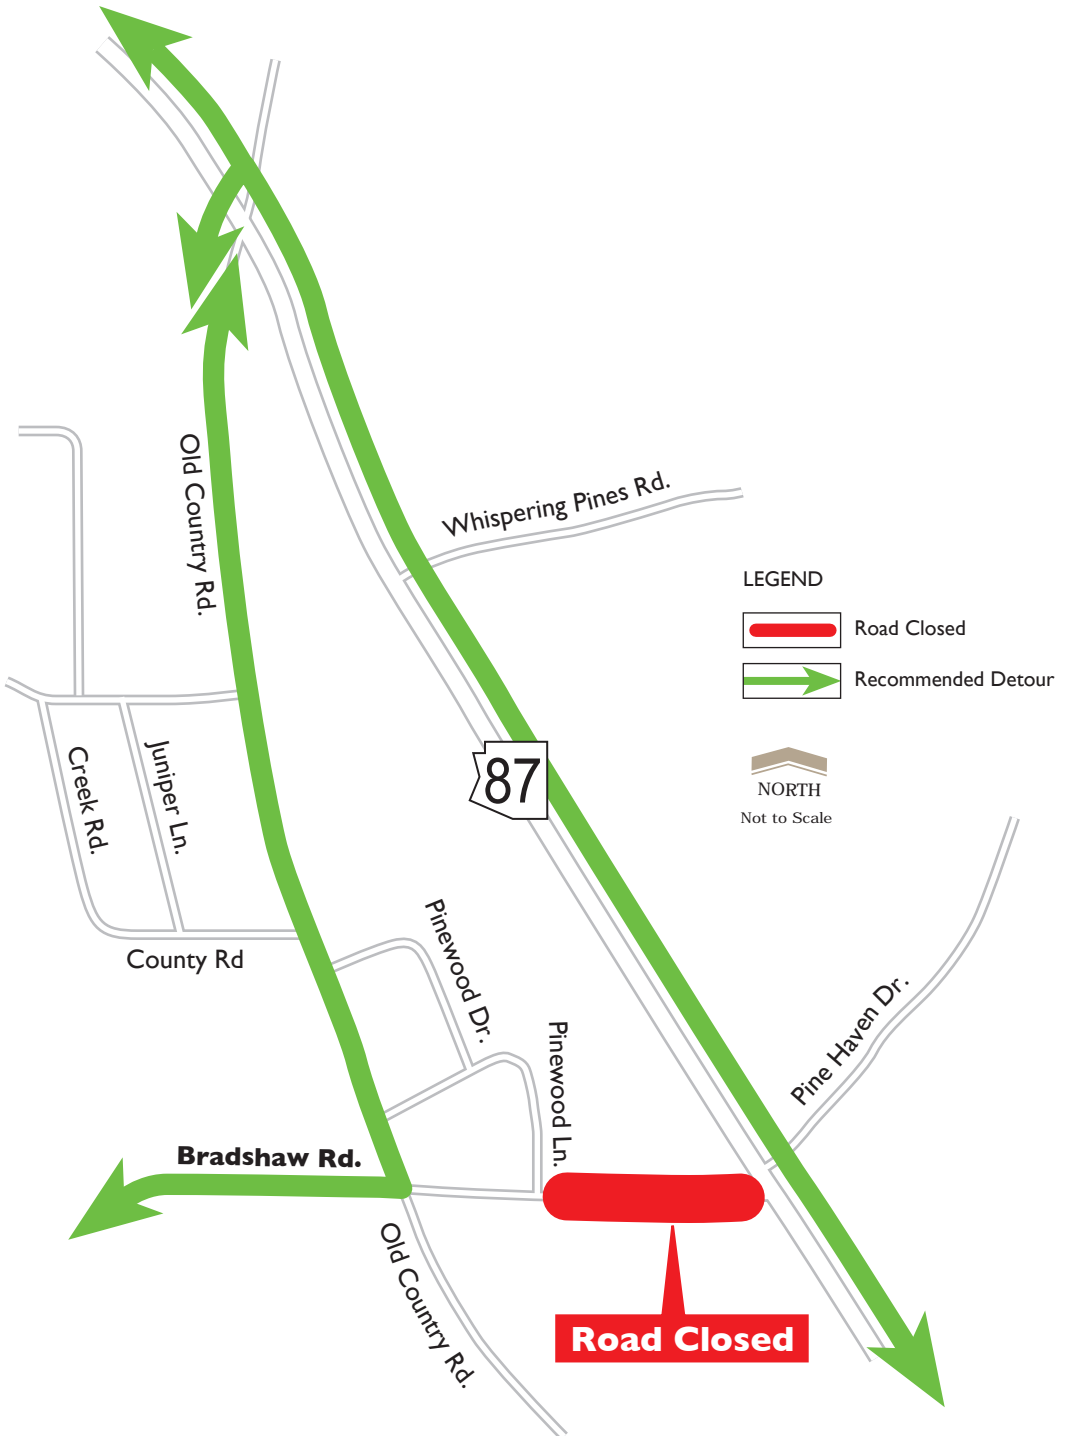 Old Country Rd.
Whispering Pines Rd.
LEGEND
Road Closed
Recommended Detour
87
NORTH
Not to Scale
Creek Rd.
Juniper Ln.
County Rd
Pinewood Dr.
Pinewood Ln.
Pine Haven Dr.
Bradshaw Rd.
Old Country Rd.
Road Closed